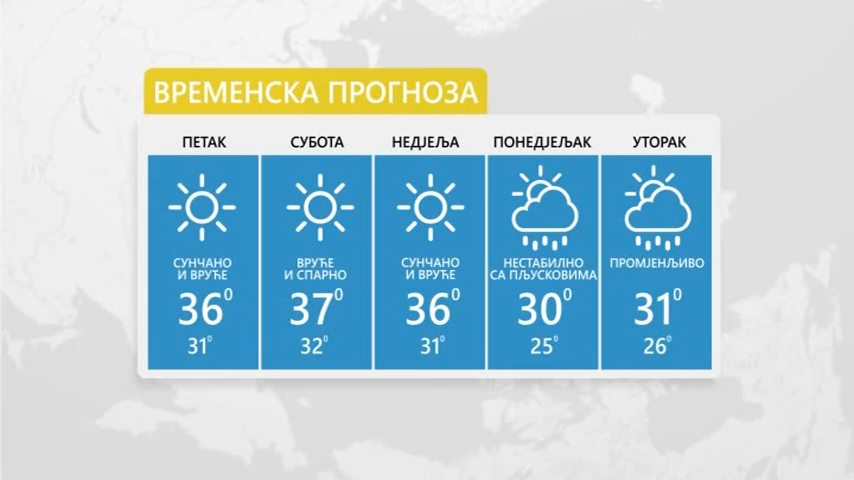 ВРЕМЕНСКА ПРОГНОЗА
ПЕТАК
СУНЧАНО
И ВРУЋЕ
36⁰
31⁰
СУБОТА
ВРУЋЕ
И СПАРНО
37⁰
32⁰
НЕДЈЕЉА
СУНЧАНО
И ВРУЋЕ
36⁰
31⁰
ПОНЕДЈЕЉАК
НЕСТАБИЛНО
СА ПЉУСКОВИМА
30⁰
25⁰
УТОРАК
ПРОМЈЕНЉИВО
31⁰
26⁰